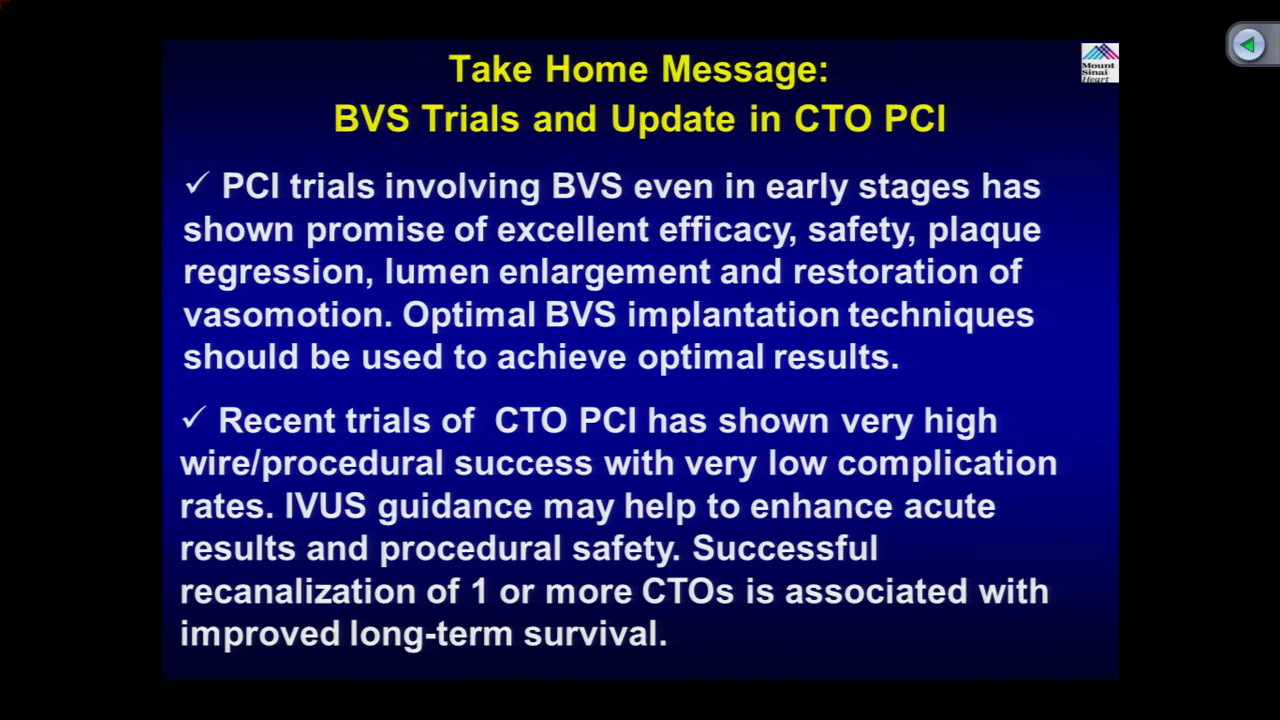 Take Home Message:
BVS Trials and Update in CTO PCI
Mount
Sinai
Heart
✓ PCI trials involving BVS even in early stages has
shown promise of excellent efficacy, safety, plaque
regression, lumen enlargement and restoration of
vasomotion. Optimal BVS implantation techniques
should be used to achieve optimal results.
✓ Recent trials of CTO PCI has shown very high
wire/procedural success with very low complication
rates. IVUS guidance may help to enhance acute
results and procedural safety. Successful
recanalization of 1 or more CTOs is associated with
improved long-term survival.